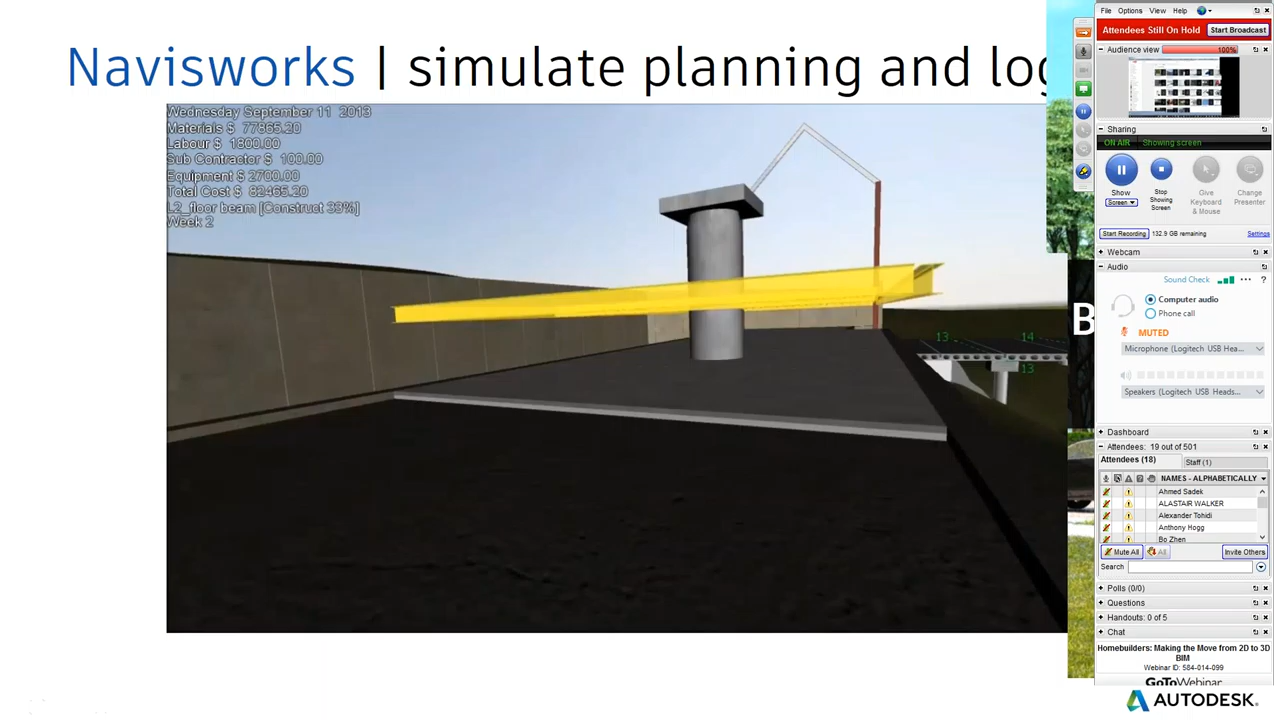 Navisworks | simulate planning and log
Wednesday September 11 2013
Materials $ 77865.20
Labour $ 1800.00
Sub Contractor $ 100.00
Equipment $ 2700.00
Total Cost $ 82465.20
L2_floor beam [Construct 33%]
Week 2
13
14
13
B
File Options View Help
Attendees Still On Hold
Start Broadcast
Audience view
100%
Sharing
ON AIR Showing screen
Show
Screen
Stop
Showing
Screen
Give
Keyboard
& Mouse
Change
Presenter
Start Recording
132.9 GB remaining
Settings
Webcam
Audio
Sound Check
?
Computer audio
Phone call
MUTED
Microphone (Logitech USB Hea...
Speakers (Logitech USB Heads...
Dashboard
Attendees: 19 out of 501
Attendees (18)
Staff (1)
NAMES - ALPHABETICALLY
Ahmed Sadek
ALASTAIR WALKER
Alexander Tohidi
Anthony Hogg
Bo Zhen
Mute All
All
Invite Others
Search
Polls (0/0)
Questions
Handouts: 0 of 5
Chat
Homebuilders: Making the Move from 2D to 3D
BIM
Webinar ID: 584-014-099
GoToWebinar
AUTODESK.